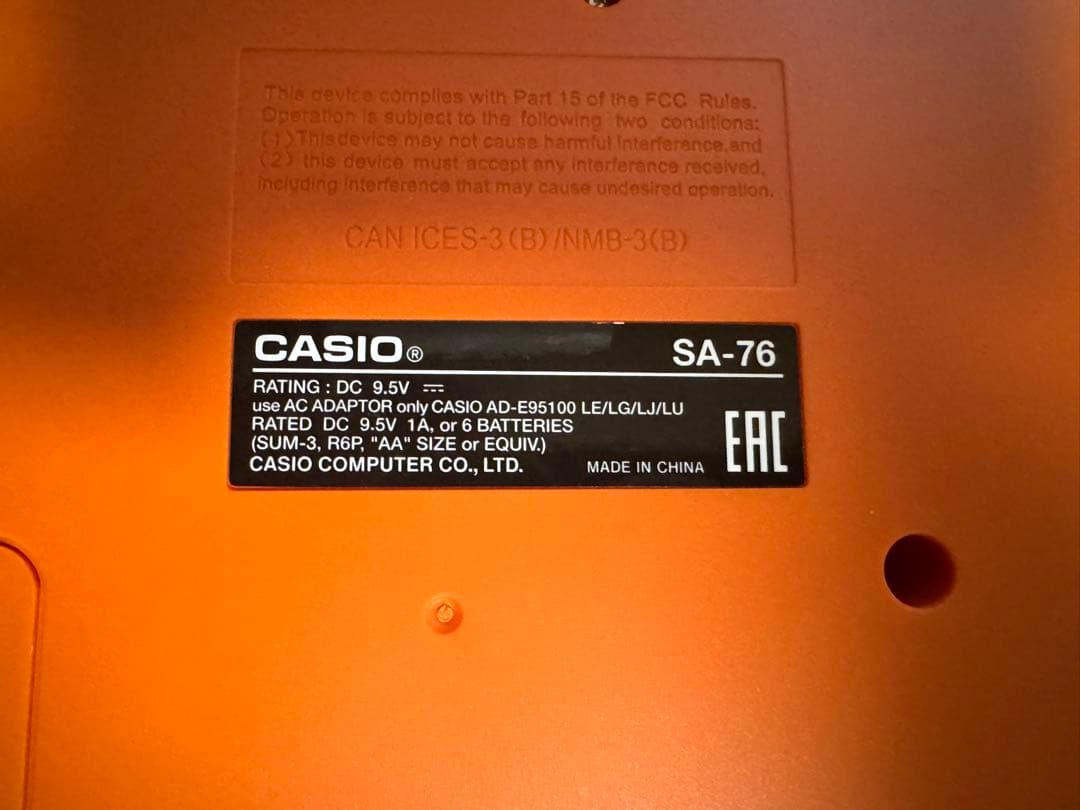 This device complies with Part 15 of the FCC Rules.
Operation is subject to the following two conditions:
(1) This device may not cause harmful interference, and
(2) this device must accept any interference received,
including interference that may cause undesired operation.
CAN ICES-3(B)/NMB-3(B)
CASIO® SA-76
RATING : DC 9.5V ⎓
use AC ADAPTOR only CASIO AD-E95100 LE/LG/LJ/LU
RATED DC 9.5V 1A, or 6 BATTERIES
(SUM-3, R6P, "AA" SIZE or EQUIV.)
CASIO COMPUTER CO., LTD. MADE IN CHINA EAC